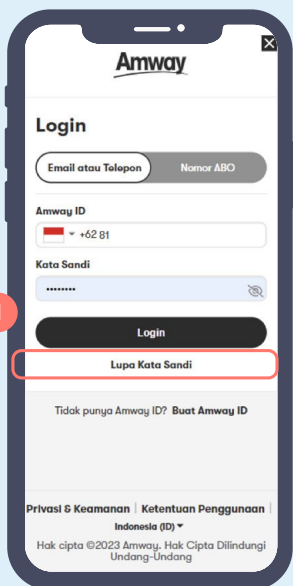 Amway
Login
Email atau Telepon
Nomor ABO
Amway ID
+62 81
Kata Sandi
Login
Lupa Kata Sandi
Tidak punya Amway ID? Buat Amway ID
Privasi & Keamanan | Ketentuan Penggunaan |
Indonesia (ID)
Hak cipta ©2023 Amway. Hak Cipta Dilindungi
Undang-Undang